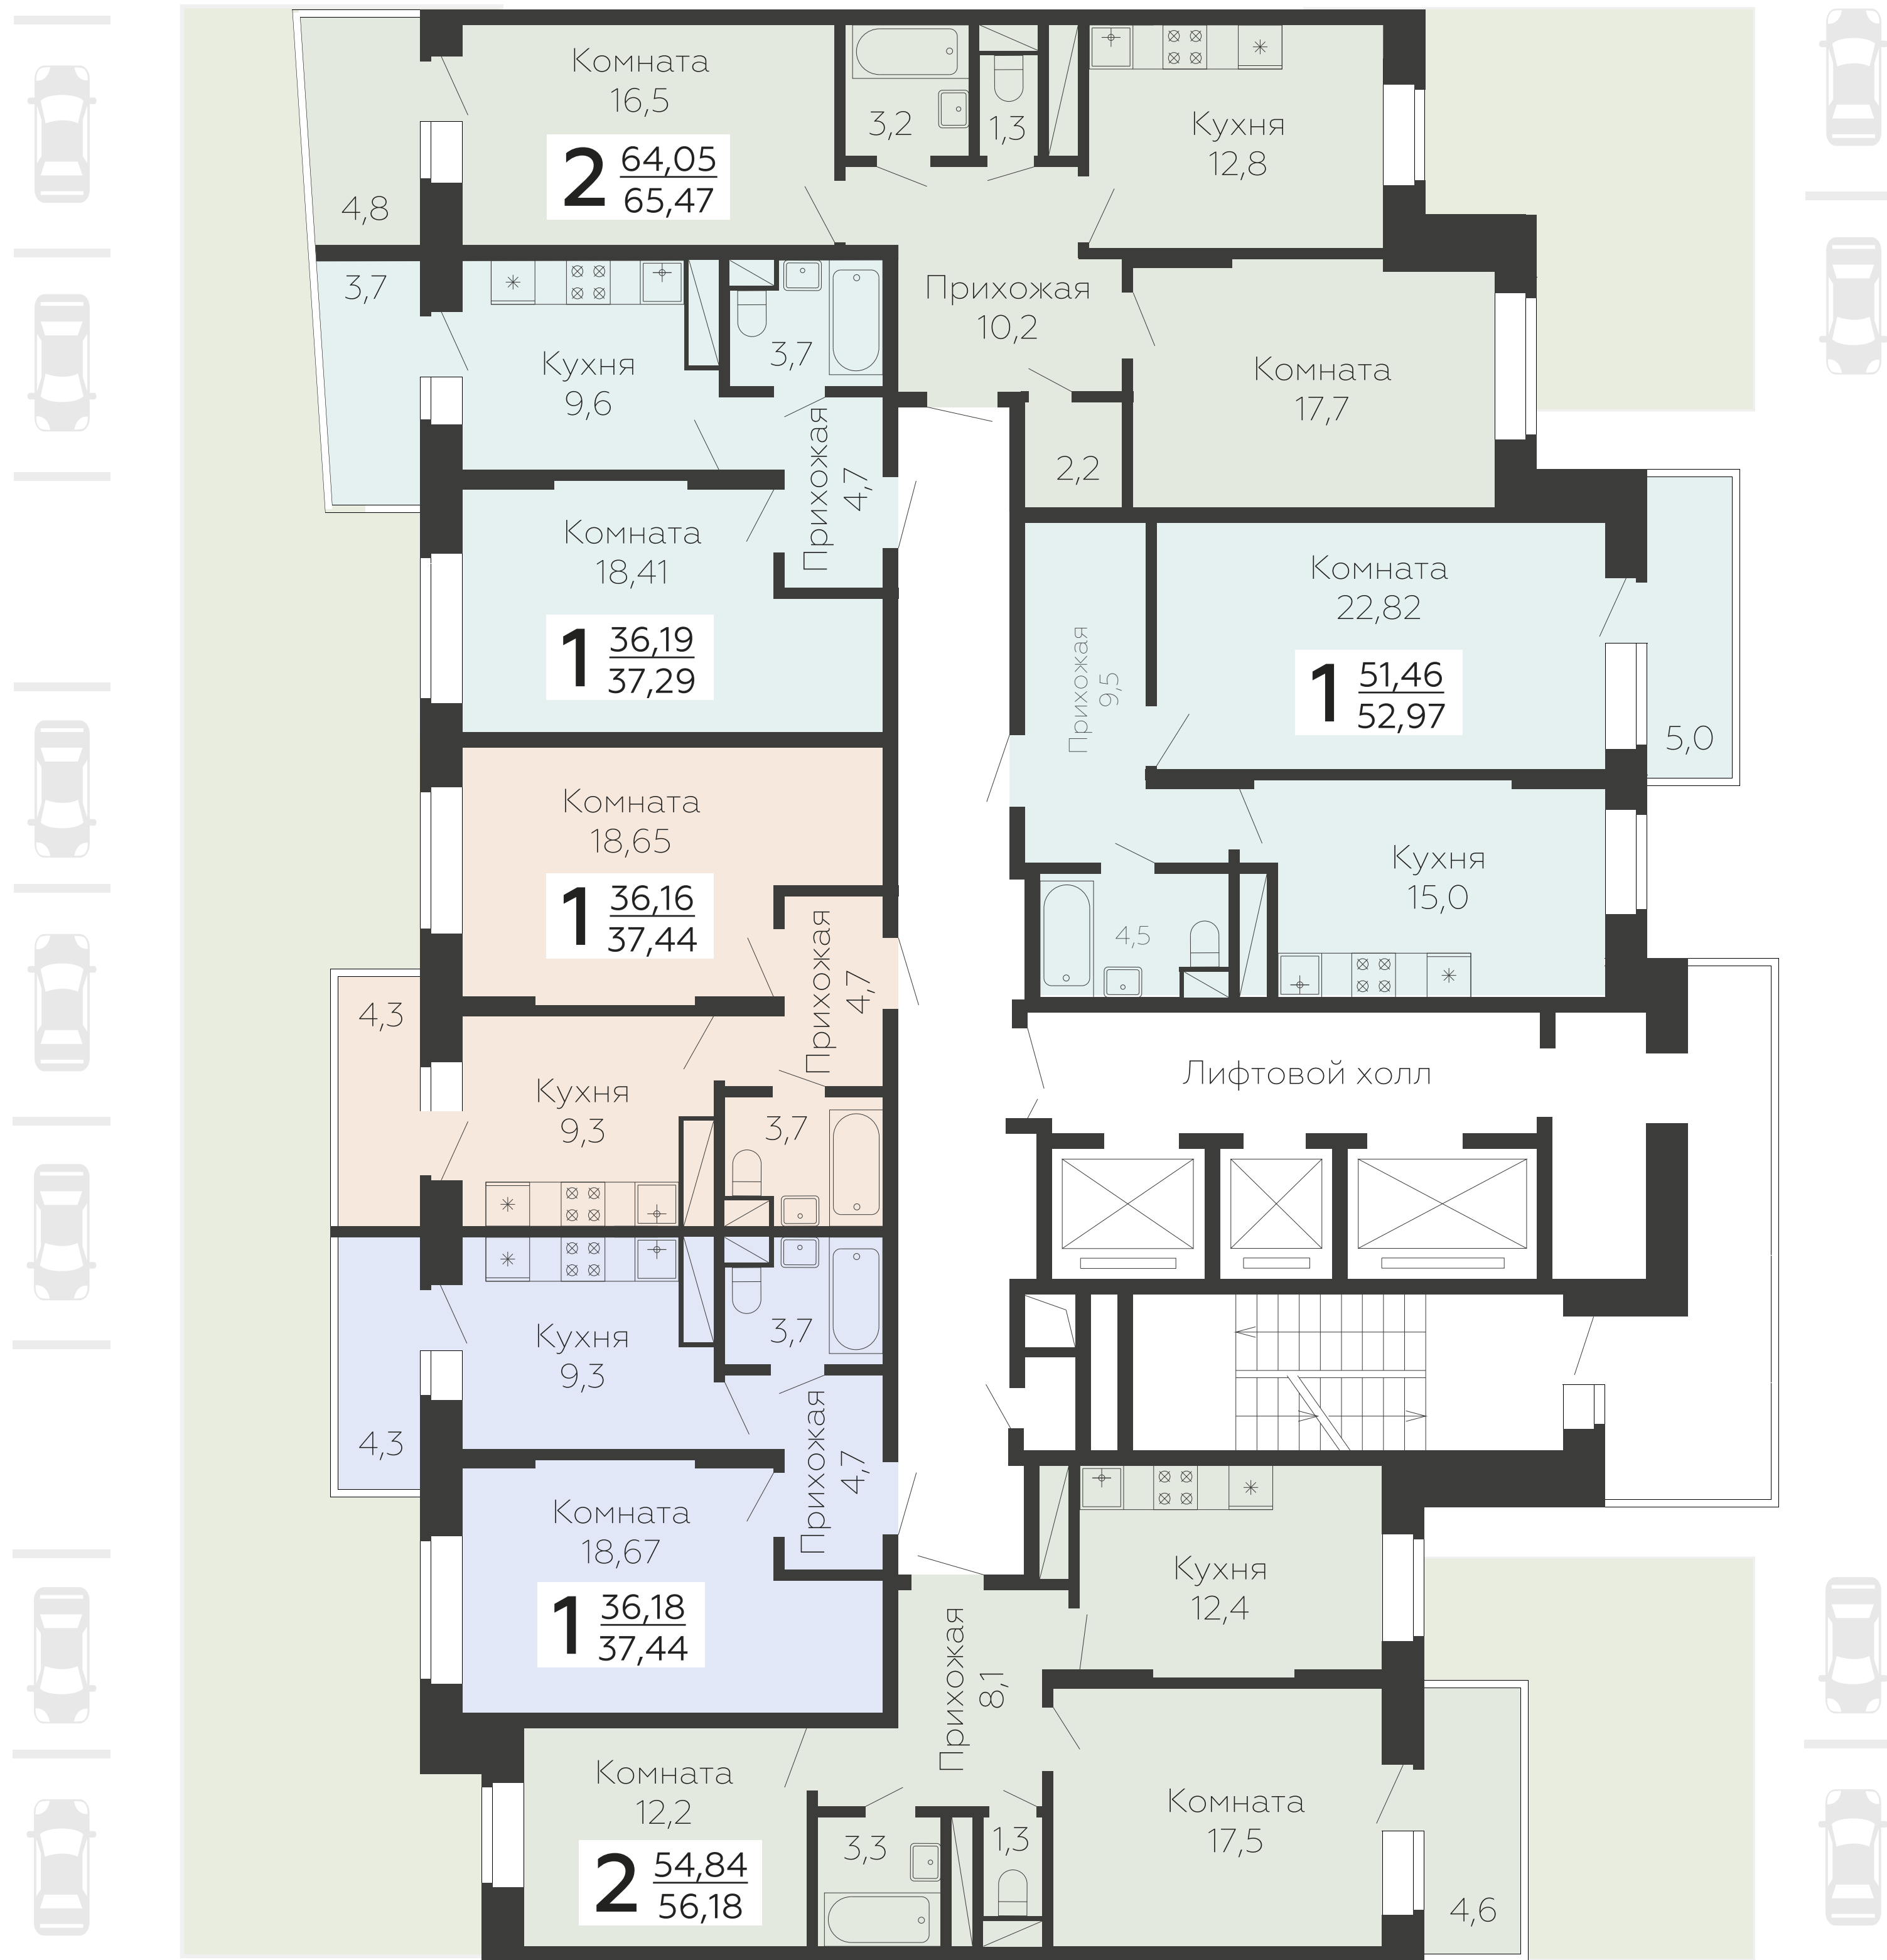 Комната
16,5
2 64,05
65,47
4,8
3,2
1,3
Кухня
12,8
Прихожая
10,2
Комната
17,7
2,2
3,7
Кухня
9,6
3,7
Прихожая
4,7
Комната
18,41
1 36,19
37,29
Прихожая
9,5
Комната
22,82
1 51,46
52,97
5,0
Кухня
15,0
4,5
Комната
18,65
1 36,16
37,44
Прихожая
4,7
4,3
Кухня
9,3
3,7
Лифтовой холл
Кухня
9,3
3,7
4,3
Прихожая
4,7
Комната
18,67
1 36,18
37,44
Кухня
12,4
Прихожая
8,1
Комната
12,2
2 54,84
56,18
3,3
1,3
Комната
17,5
4,6